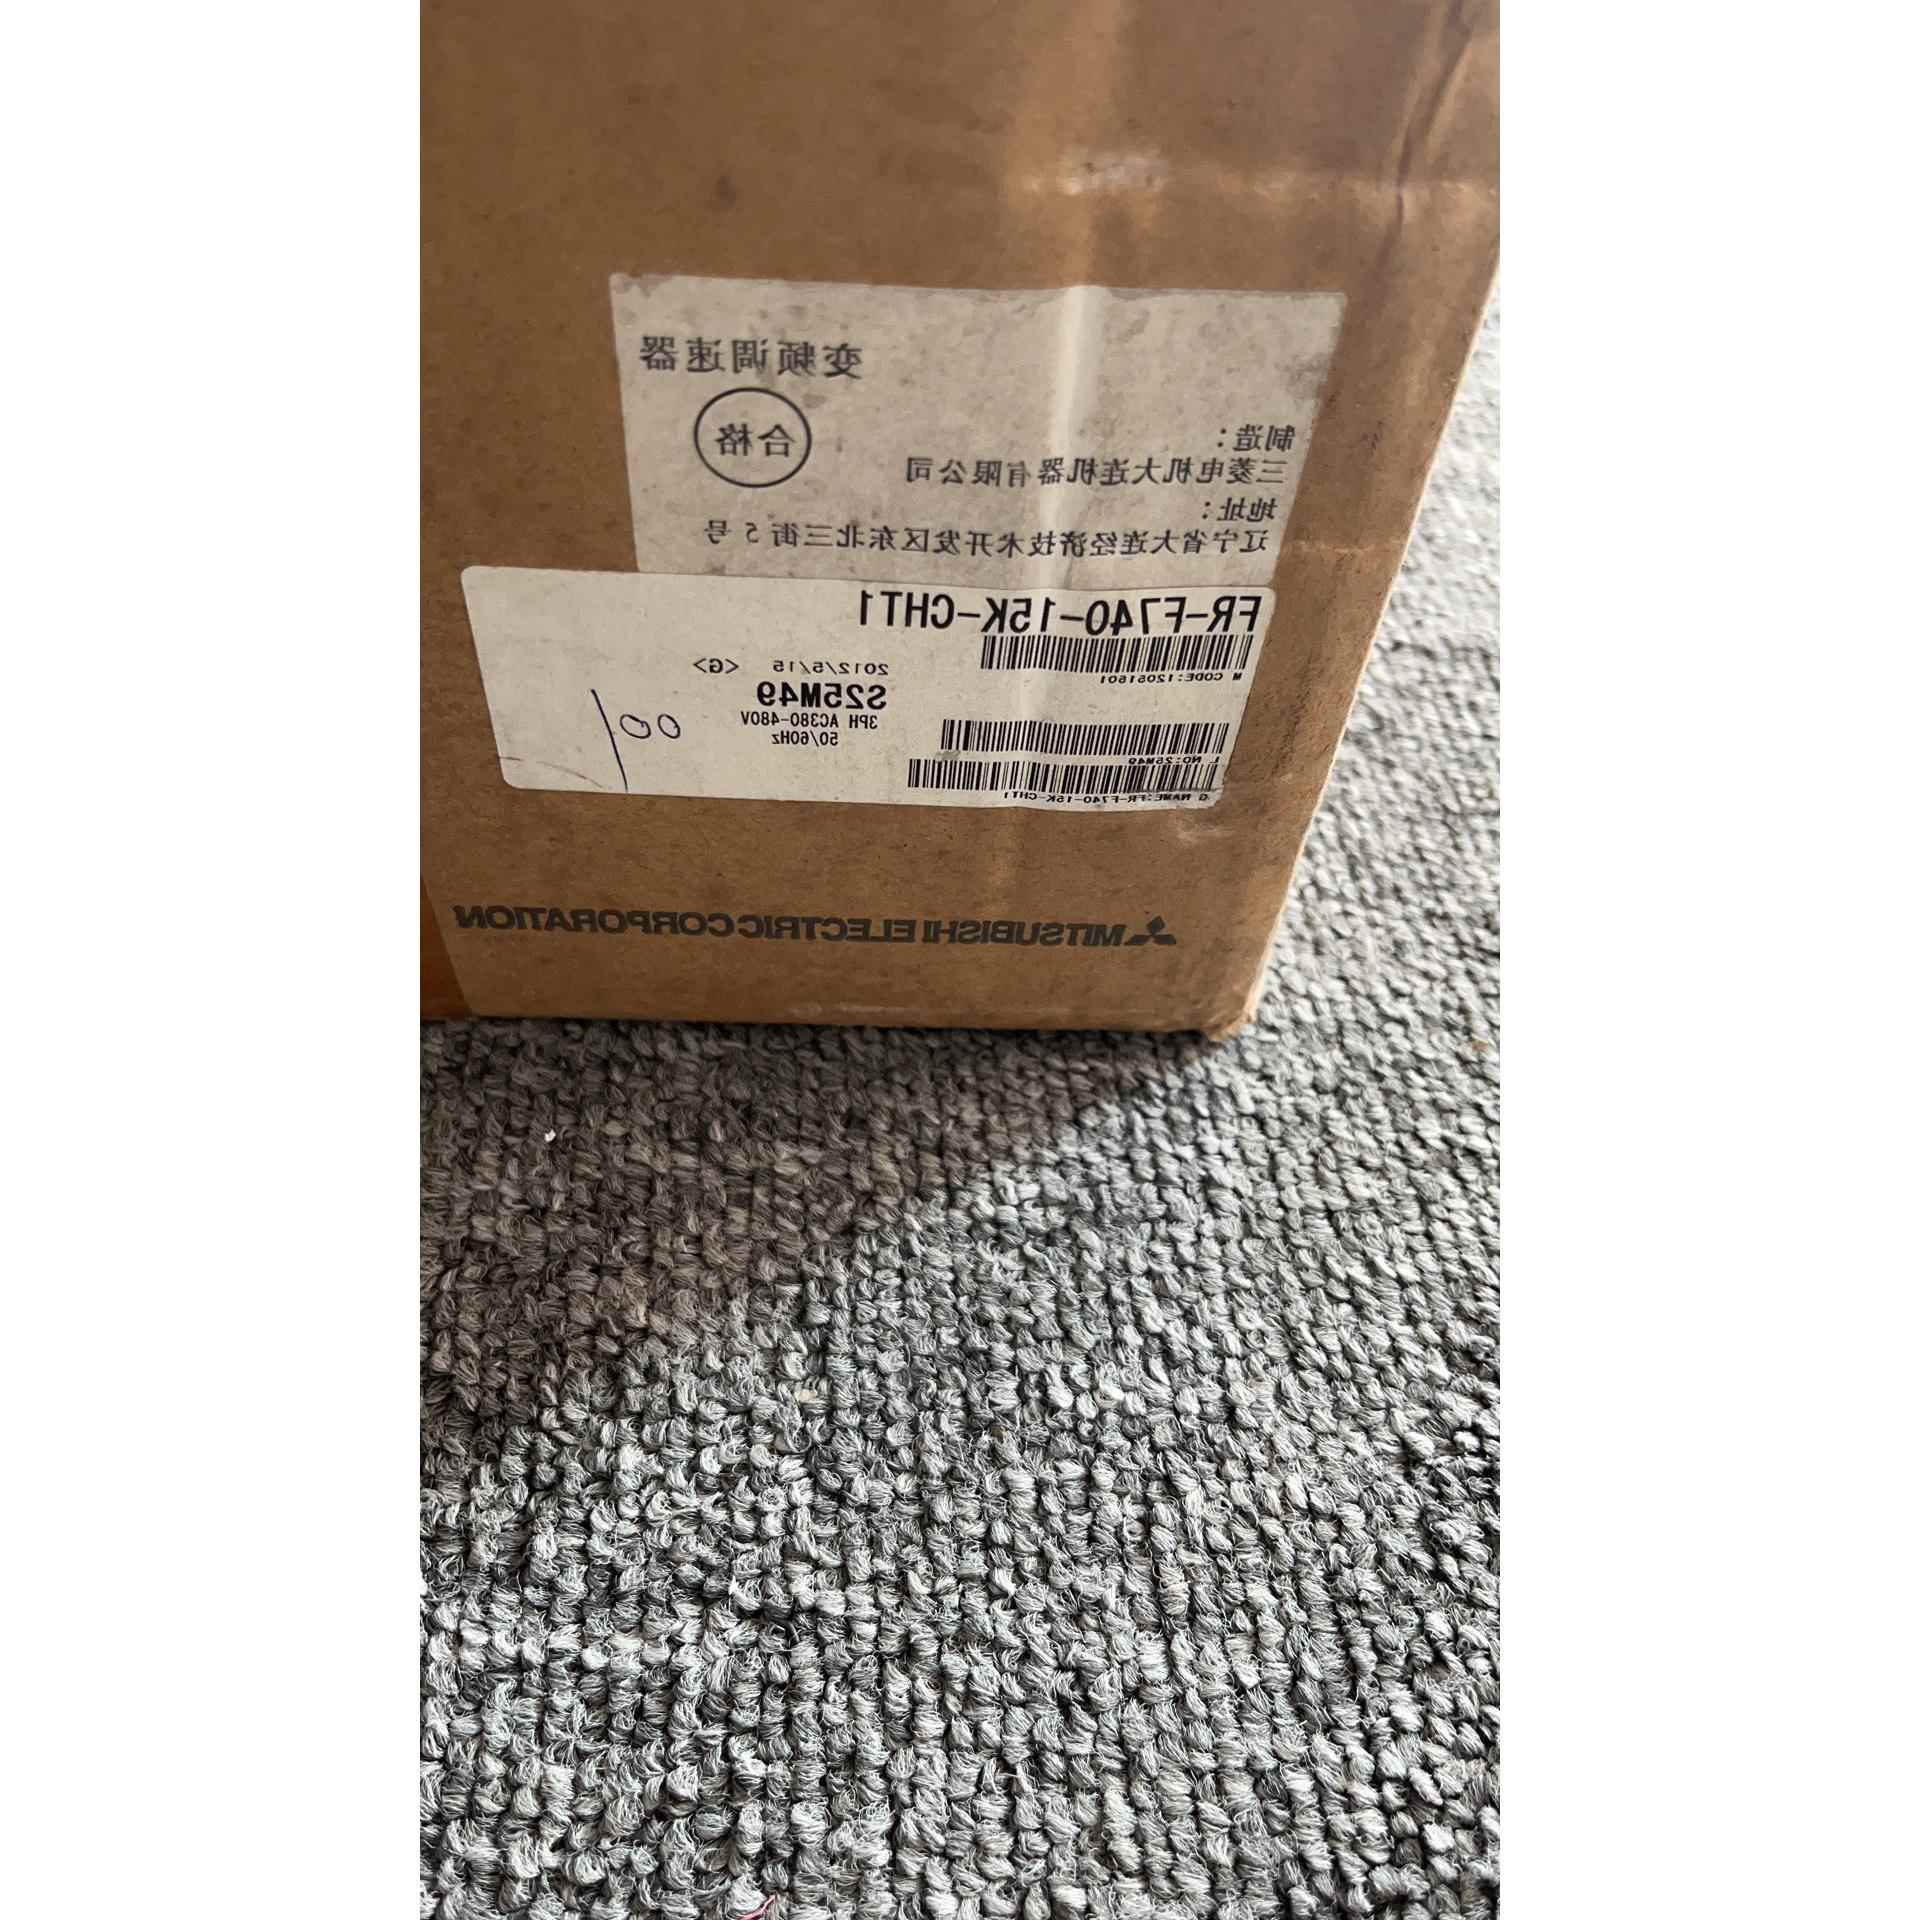 变频调速器
合格
制造：
三菱电机大连机器有限公司
地址：
辽宁省大连经济技术开发区东北三街 5 号
FR-F740-15K-CHT1
M CODE:12051501
2012/5/15 <G>
S25M49
3PH AC380-480V
50/60Hz
L NO:25M49
G NAME:FR-F740-15K-CHT1
MITSUBISHI ELECTRIC CORPORATION